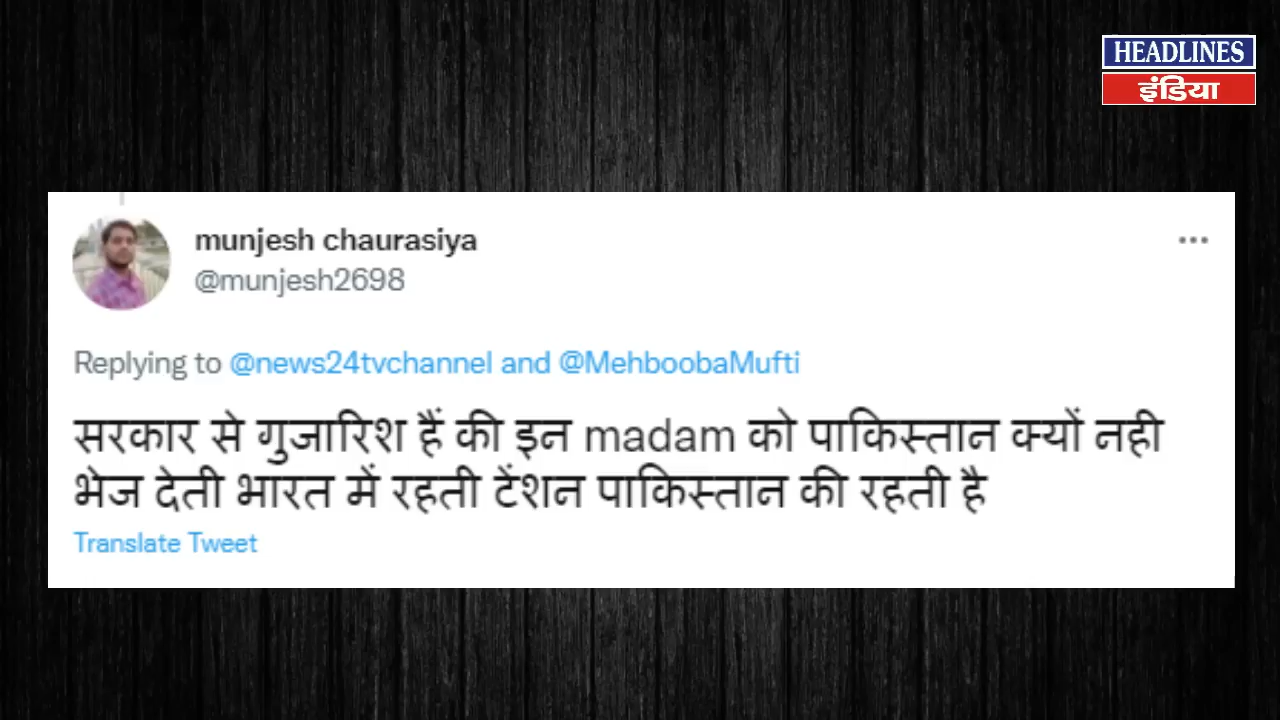 HEADLINES
इंडिया
munjesh chaurasiya
@munjesh2698
Replying to @news24tvchannel and @MehboobaMufti
सरकार से गुजारिश हैं की इन madam को पाकिस्तान क्यों नही
भेज देती भारत में रहती टेंशन पाकिस्तान की रहती है
Translate Tweet